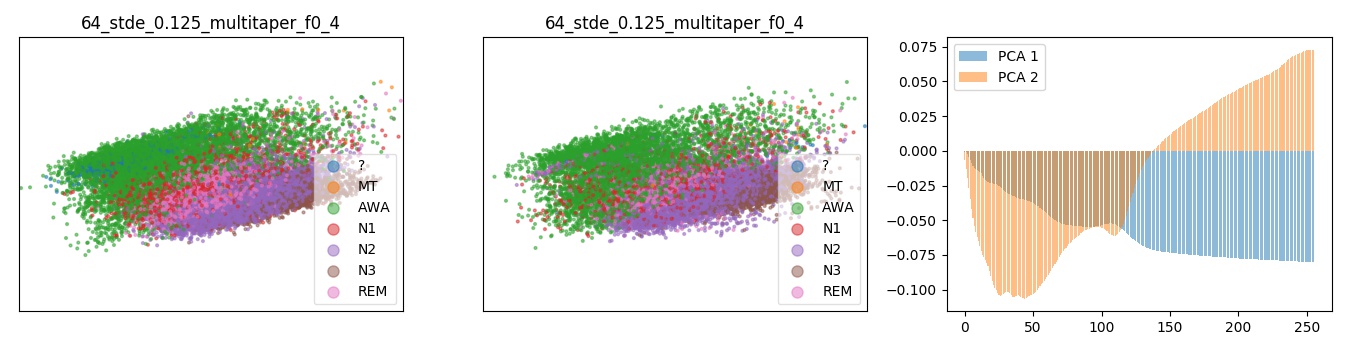 64_stde_0.125_multitaper_f0_4
?
MT
AWA
N1
N2
N3
REM
64_stde_0.125_multitaper_f0_4
?
MT
AWA
N1
N2
N3
REM
PCA 1
PCA 2
0.075
0.050
0.025
0.000
−0.025
−0.050
−0.075
−0.100
0 50 100 150 200 250